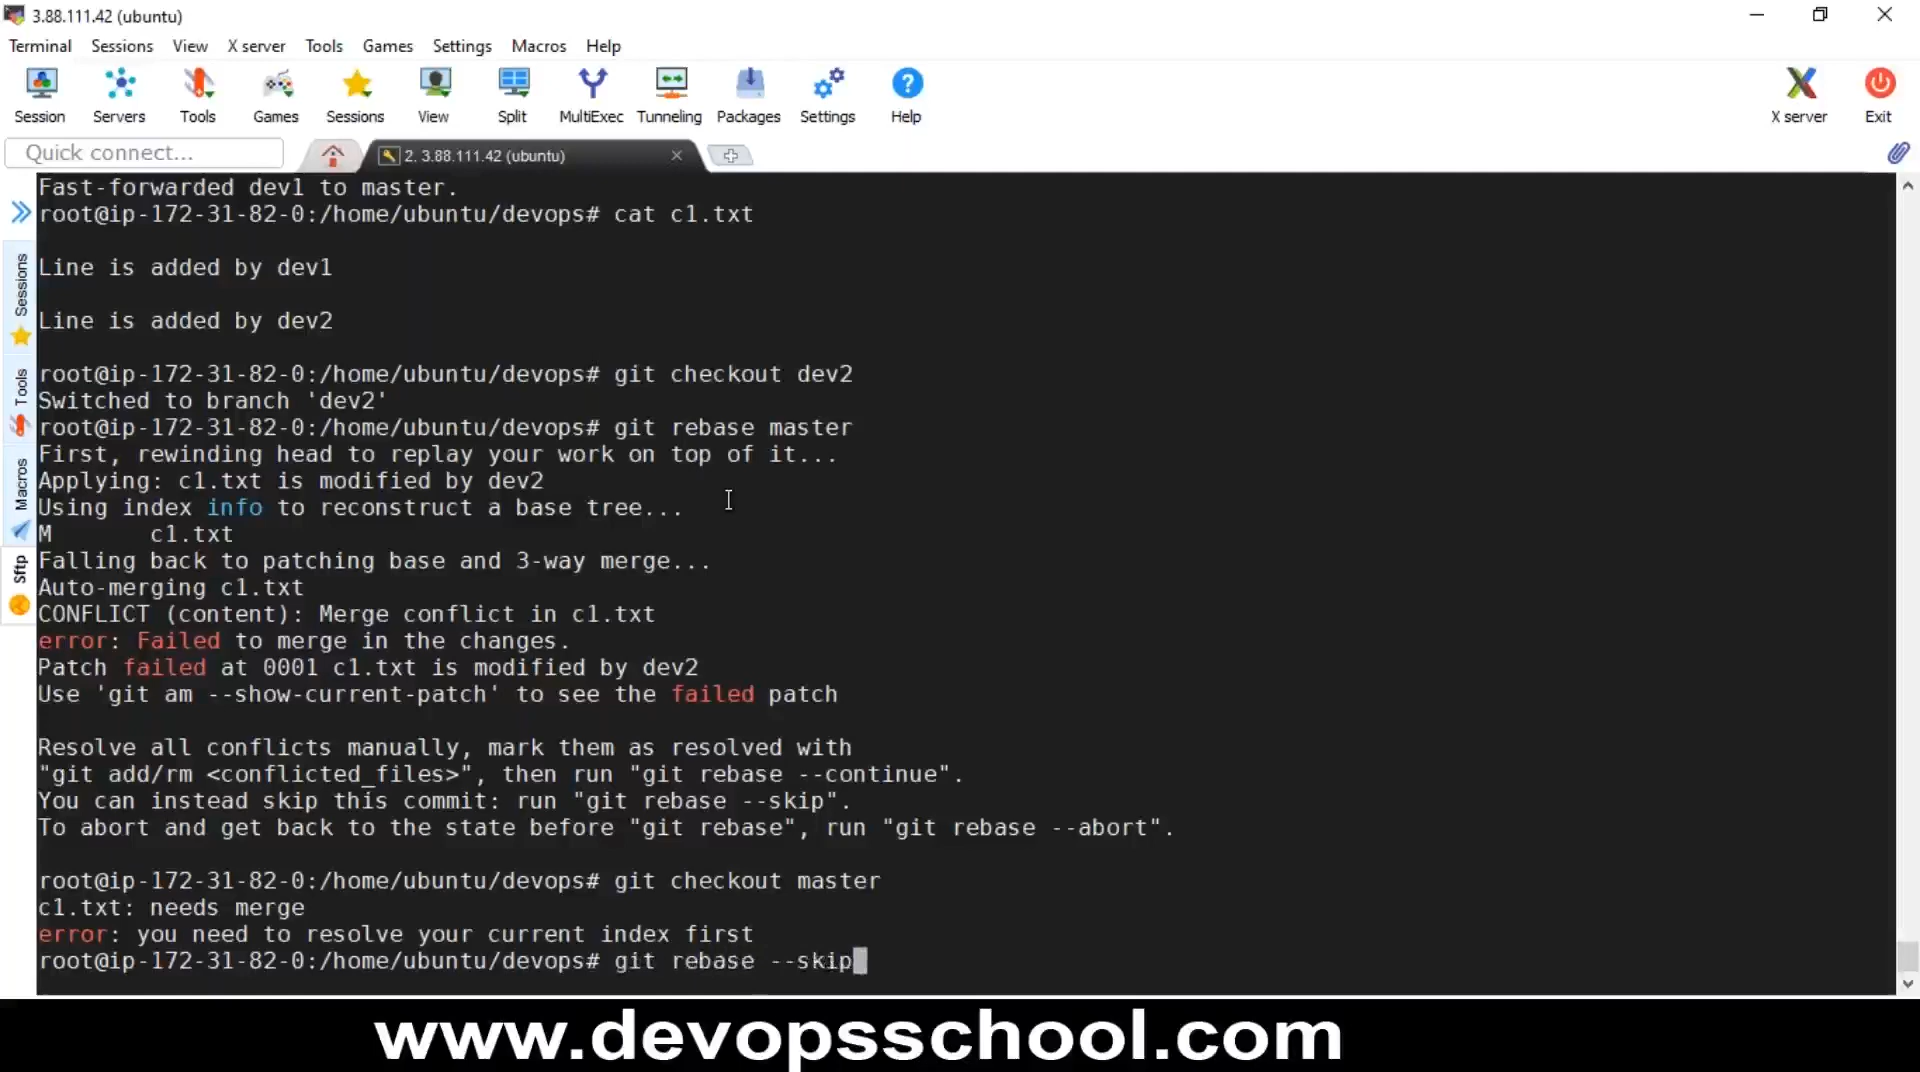 3.88.111.42 (ubuntu)
Terminal Sessions View X server Tools Games Settings Macros Help
Session Servers Tools Games Sessions View Split MultiExec Tunneling Packages Settings Help X server Exit
Quick connect...
2. 3.88.111.42 (ubuntu)
Sessions
Tools
Macros
Sftp
Fast-forwarded dev1 to master.
root@ip-172-31-82-0:/home/ubuntu/devops# cat c1.txt
Line is added by dev1
Line is added by dev2
root@ip-172-31-82-0:/home/ubuntu/devops# git checkout dev2
Switched to branch 'dev2'
root@ip-172-31-82-0:/home/ubuntu/devops# git rebase master
First, rewinding head to replay your work on top of it...
Applying: c1.txt is modified by dev2
Using index info to reconstruct a base tree...
M       c1.txt
Falling back to patching base and 3-way merge...
Auto-merging c1.txt
CONFLICT (content): Merge conflict in c1.txt
error: Failed to merge in the changes.
Patch failed at 0001 c1.txt is modified by dev2
Use 'git am --show-current-patch' to see the failed patch
Resolve all conflicts manually, mark them as resolved with
"git add/rm <conflicted_files>", then run "git rebase --continue".
You can instead skip this commit: run "git rebase --skip".
To abort and get back to the state before "git rebase", run "git rebase --abort".
root@ip-172-31-82-0:/home/ubuntu/devops# git checkout master
c1.txt: needs merge
error: you need to resolve your current index first
root@ip-172-31-82-0:/home/ubuntu/devops# git rebase --skip
www.devopsschool.com